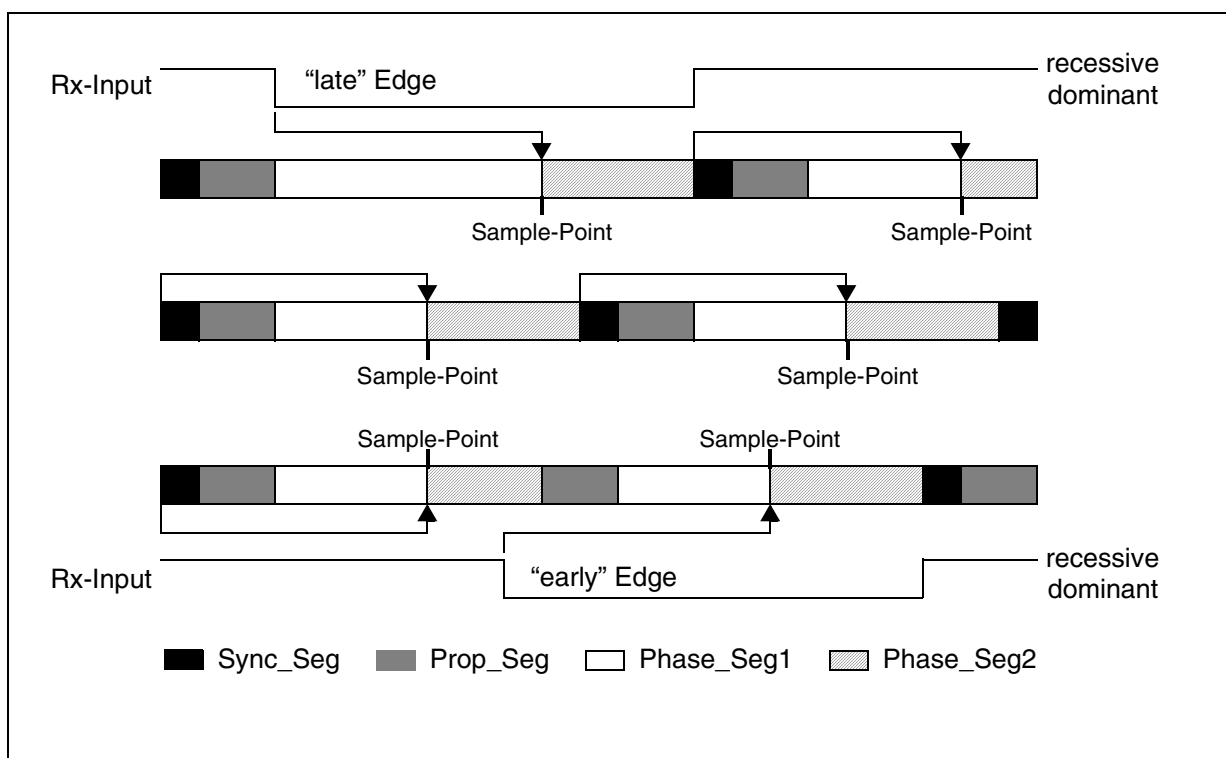 Rx-Input “late” Edge recessive
dominant
Sample-Point Sample-Point
Sample-Point Sample-Point
Sample-Point Sample-Point
Rx-Input “early” Edge recessive
dominant
Sync_Seg Prop_Seg Phase_Seg1 Phase_Seg2